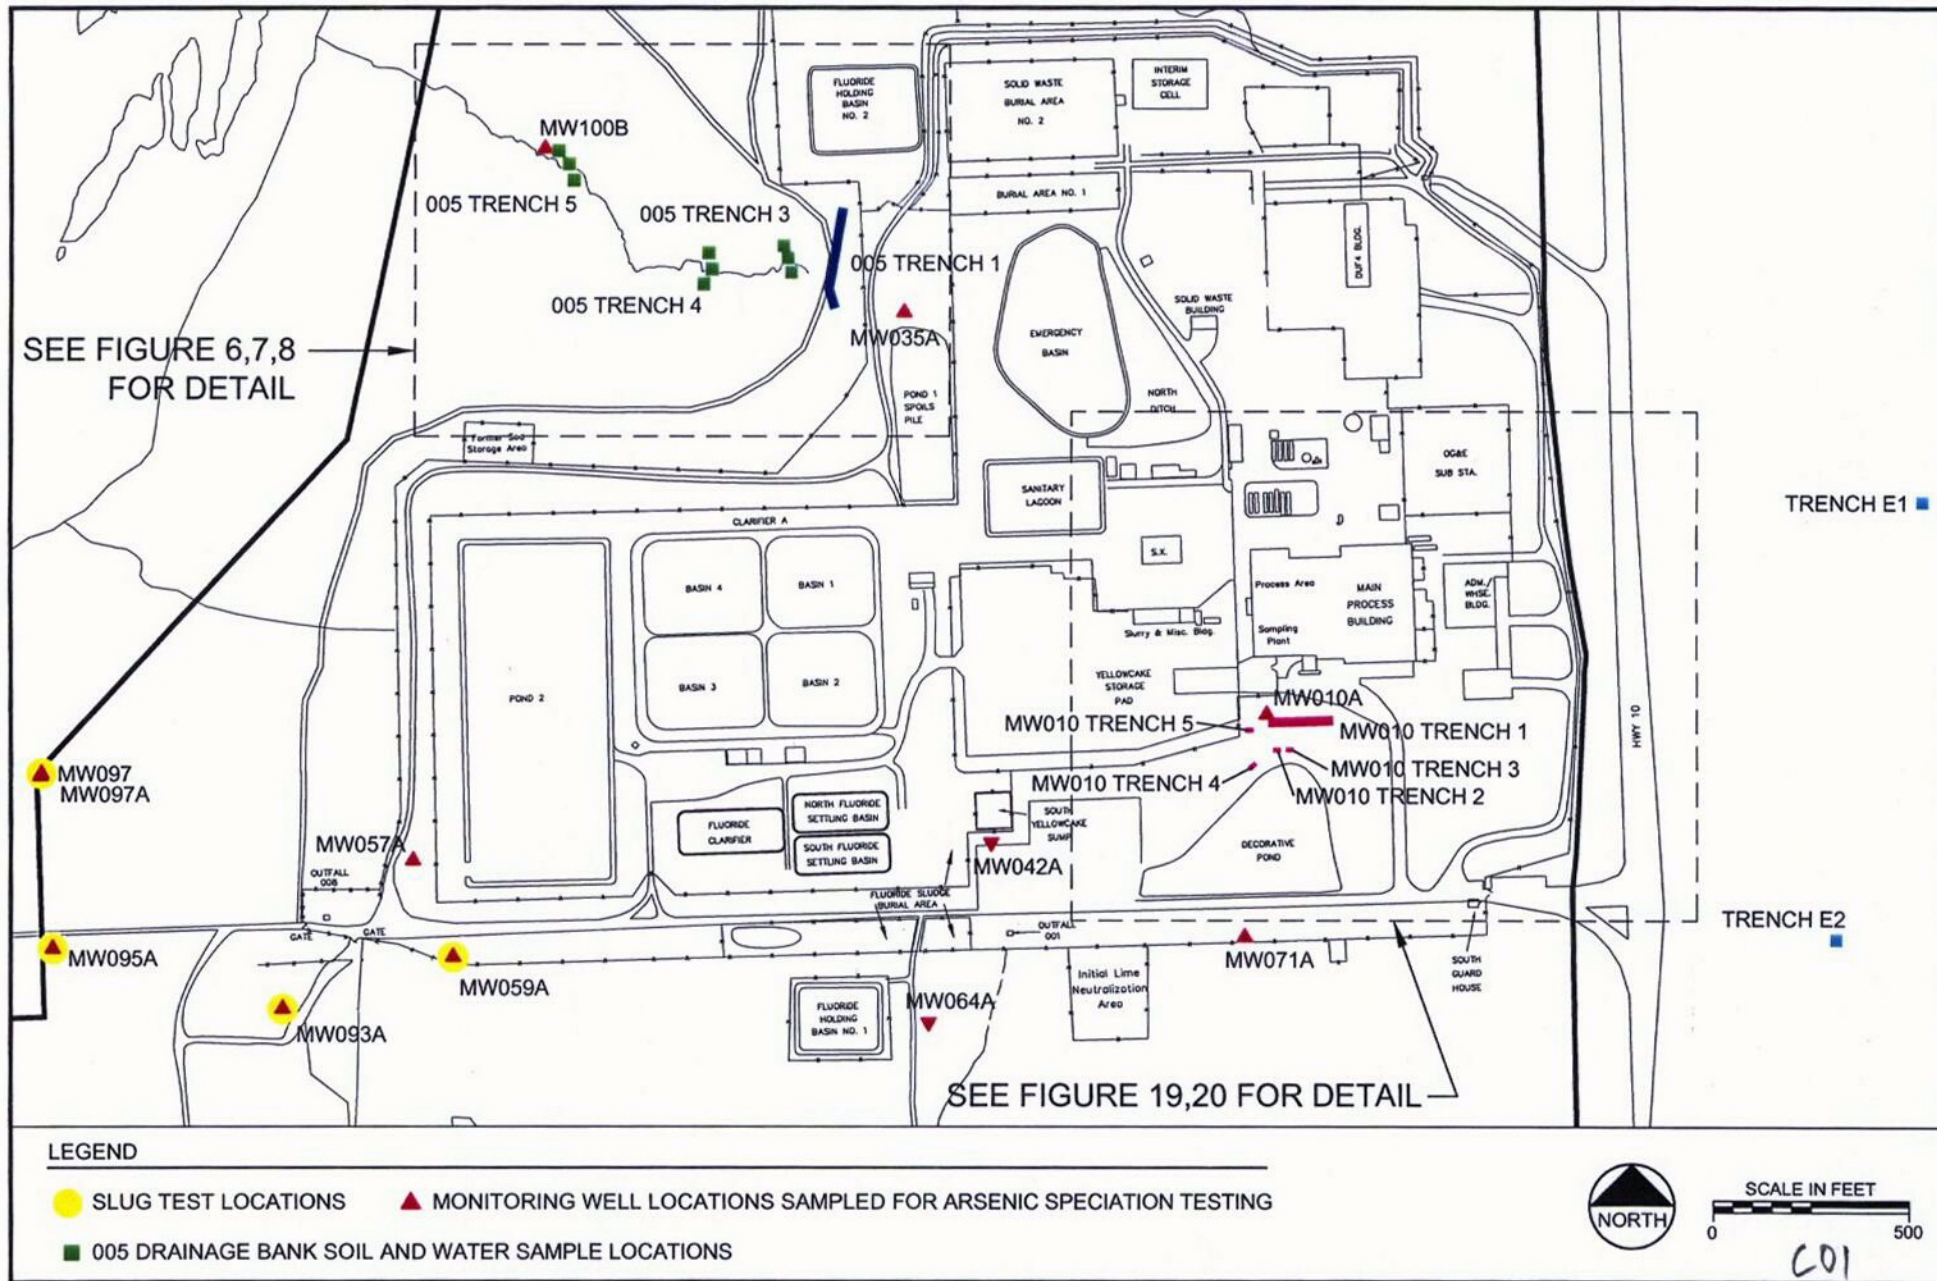 FLUORIDE
HOLDING
BASIN
NO. 2
SOLID WASTE
BURIAL AREA
NO. 2
INTERIM
STORAGE
CELL
MW100B
005 TRENCH 5
005 TRENCH 3
BURIAL AREA NO. 1
DUF4 BLDG.
005 TRENCH 1
005 TRENCH 4
SOLID WASTE
BUILDING
MW035A
EMERGENCY
BASIN
SEE FIGURE 6,7,8
FOR DETAIL
POND 1
SPOILS
PILE
NORTH
DITCH
Former Sod
Storage Area
OG&E
SUB STA.
SANITARY
LAGOON
TRENCH E1
CLARIFIER A
S.X.
BASIN 4
BASIN 1
Process Area
MAIN
PROCESS
BUILDING
ADM./
WHSE.
BLDG.
Sampling
Plant
Slurry & Misc. Bldg.
POND 2
BASIN 3
BASIN 2
YELLOWCAKE
STORAGE
PAD
MW010A
MW010 TRENCH 5
MW010 TRENCH 1
HWY 10
MW097
MW097A
MW010 TRENCH 3
MW010 TRENCH 4
MW010 TRENCH 2
NORTH FLUORIDE
SETTLING BASIN
SOUTH
YELLOWCAKE
SUMP
FLUORIDE
CLARIFIER
SOUTH FLUORIDE
SETTLING BASIN
DECORATIVE
POND
MW057A
MW042A
OUTFALL
008
FLUORIDE SLUDGE
BURIAL AREA
TRENCH E2
GATE
GATE
OUTFALL
001
MW095A
MW059A
MW071A
SOUTH
GUARD
HOUSE
Initial Lime
Neutralization
Area
MW064A
FLUORIDE
HOLDING
BASIN NO. 1
MW093A
SEE FIGURE 19,20 FOR DETAIL
LEGEND
SLUG TEST LOCATIONS
MONITORING WELL LOCATIONS SAMPLED FOR ARSENIC SPECIATION TESTING
005 DRAINAGE BANK SOIL AND WATER SAMPLE LOCATIONS
NORTH
SCALE IN FEET
0 500
C01